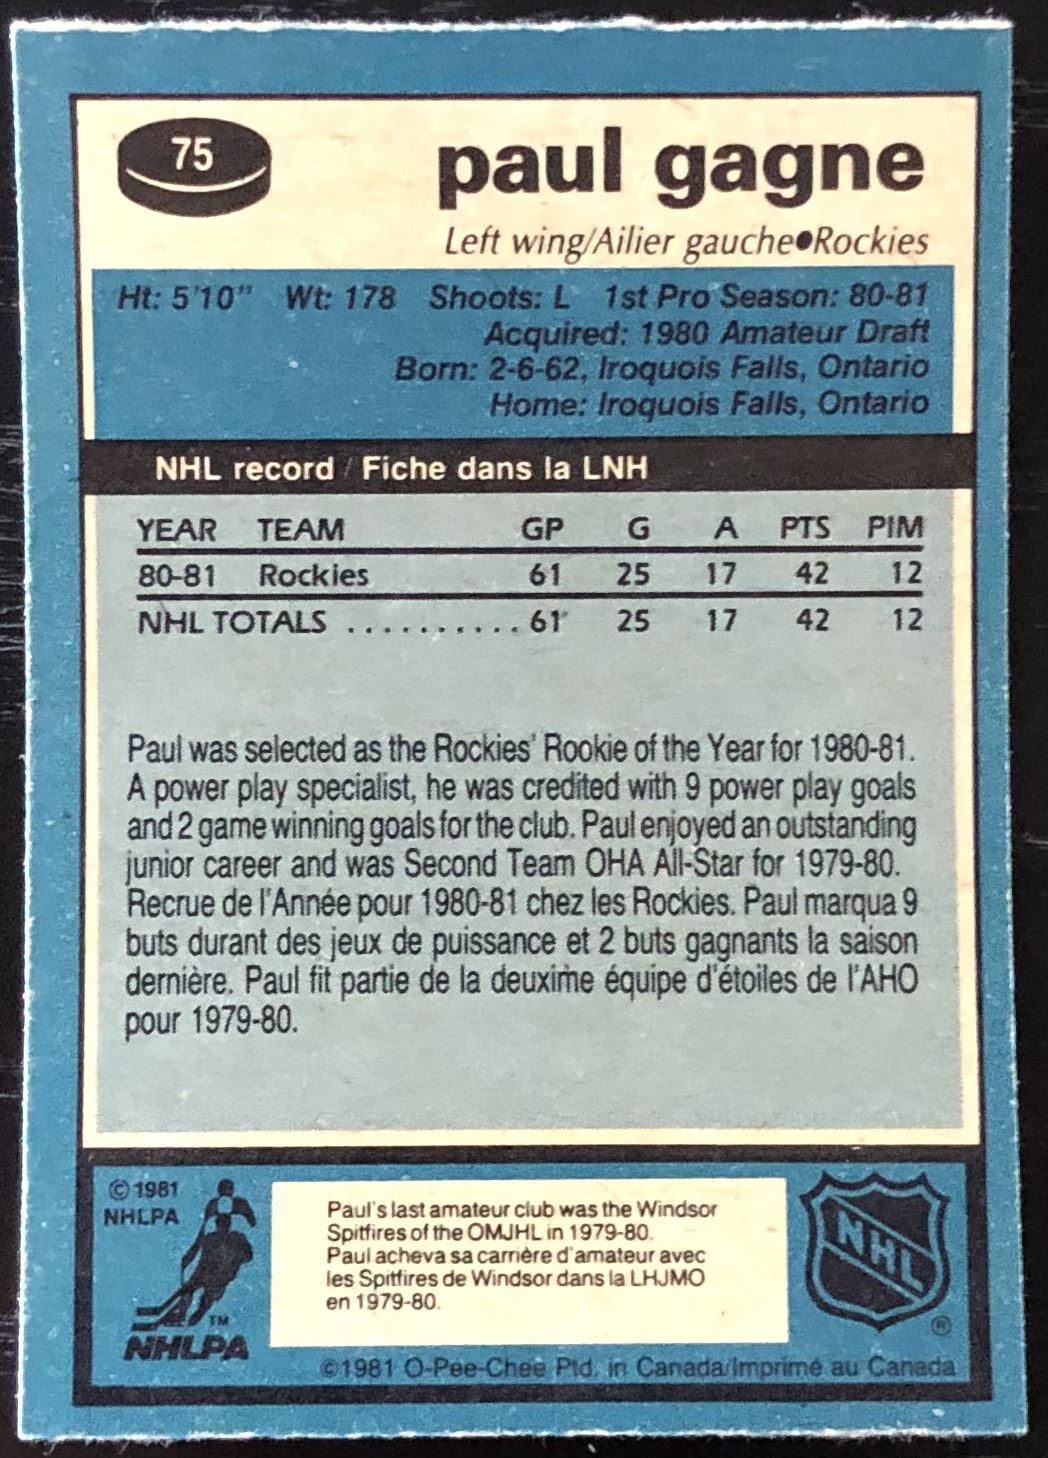 75
paul gagne
Left wing/Ailier gauche●Rockies
Ht: 5'10" Wt: 178 Shoots: L 1st Pro Season: 80-81
Acquired: 1980 Amateur Draft
Born: 2-6-62, Iroquois Falls, Ontario
Home: Iroquois Falls, Ontario
NHL record / Fiche dans la LNH
YEAR TEAM GP G A PTS PIM
80-81 Rockies 61 25 17 42 12
NHL TOTALS .......... 61 25 17 42 12
Paul was selected as the Rockies' Rookie of the Year for 1980-81.
A power play specialist, he was credited with 9 power play goals
and 2 game winning goals for the club. Paul enjoyed an outstanding
junior career and was Second Team OHA All-Star for 1979-80.
Recrue de l'Année pour 1980-81 chez les Rockies. Paul marqua 9
buts durant des jeux de puissance et 2 buts gagnants la saison
dernière. Paul fit partie de la deuxième équipe d'étoiles de l'AHO
pour 1979-80.
©1981
NHLPA
TM
NHLPA
Paul's last amateur club was the Windsor
Spitfires of the OMJHL in 1979-80.
Paul acheva sa carrière d'amateur avec
les Spitfires de Windsor dans la LHJMO
en 1979-80.
NHL
®
©1981 O-Pee-Chee Ptd. in Canada/Imprimé au Canada